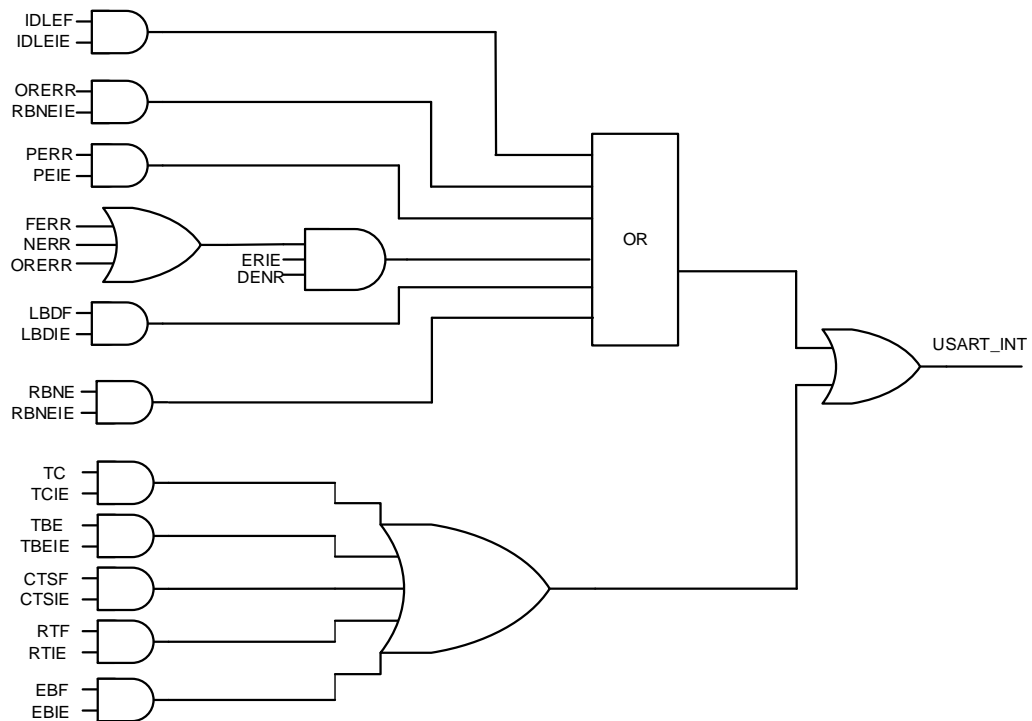 IDLEF
IDLEIE
ORERR
RBNEIE
PERR
PEIE
FERR
NERR
ORERR
ERIE
DENR
LBDF
LBDIE
RBNE
RBNEIE
OR
USART_INT
TC
TCIE
TBE
TBEIE
CTSF
CTSIE
RTF
RTIE
EBF
EBIE